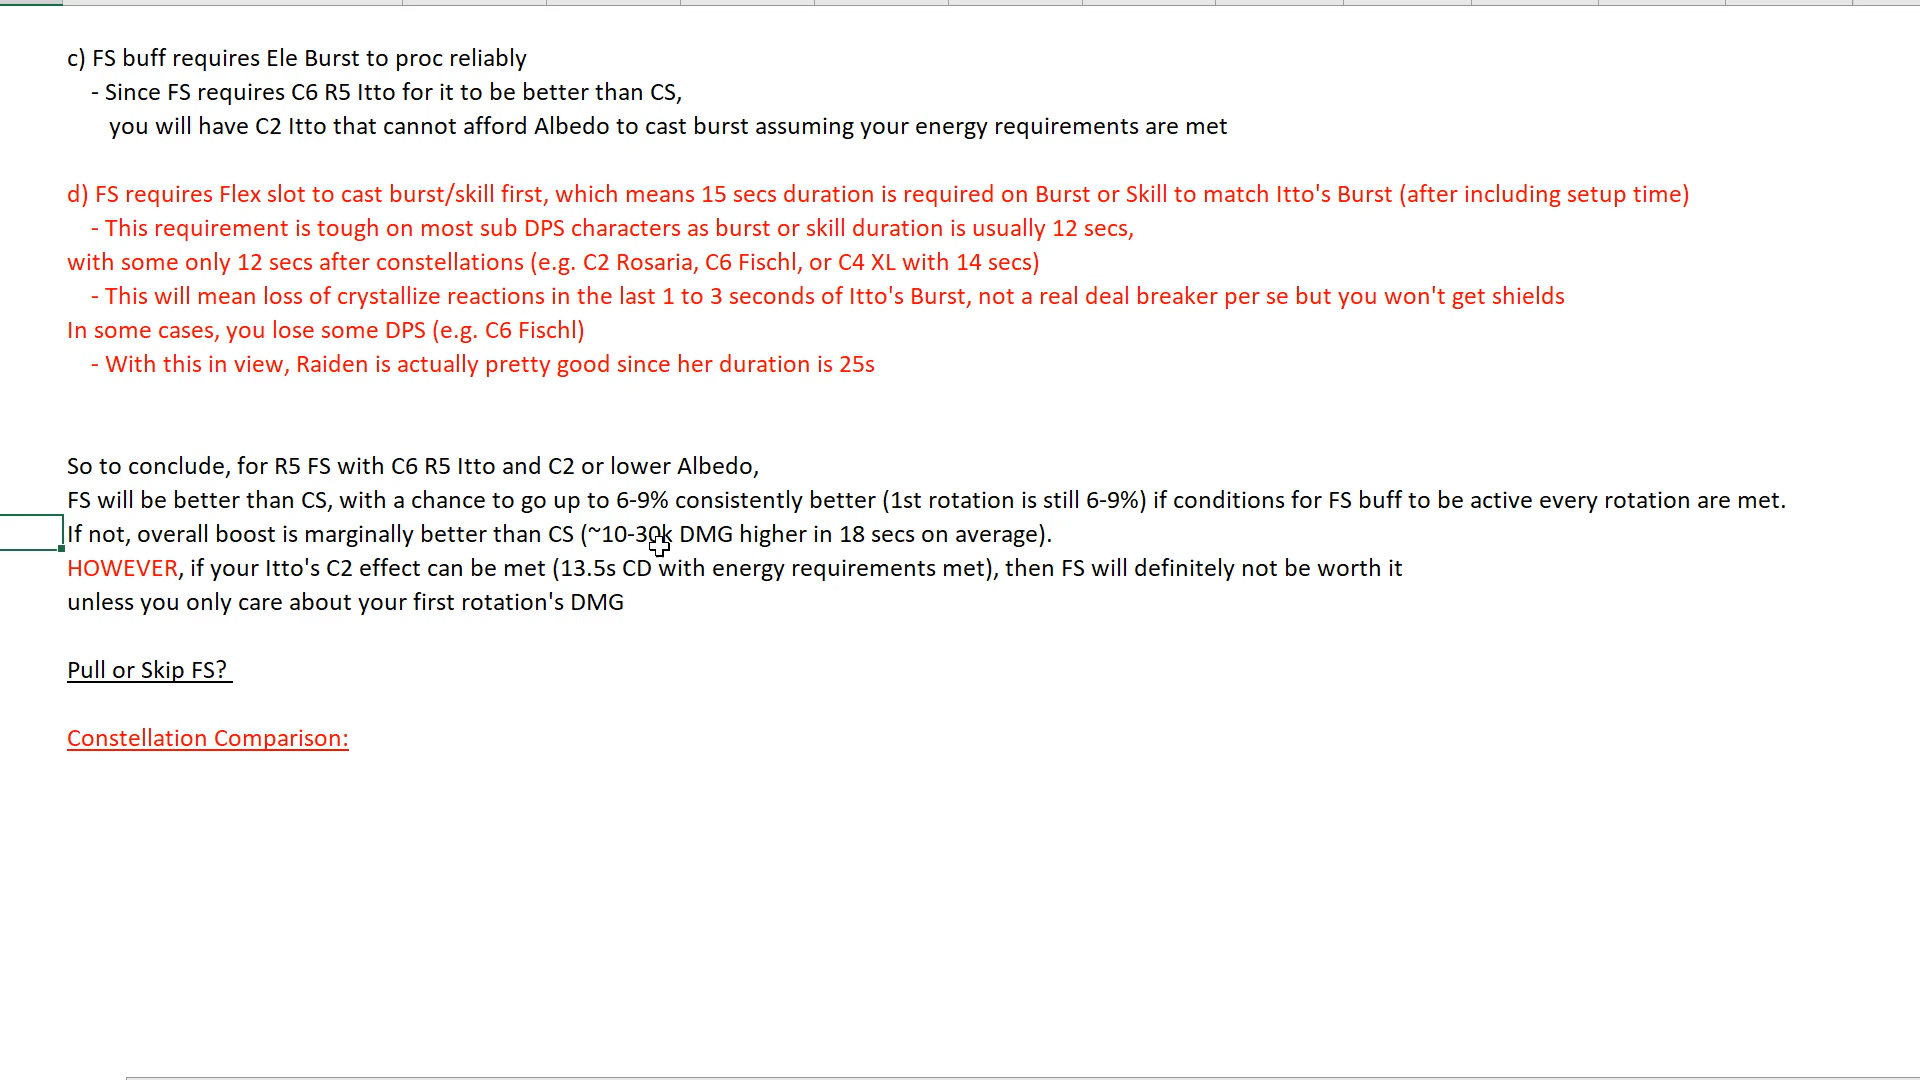 c) FS buff requires Ele Burst to proc reliably
- Since FS requires C6 R5 Itto for it to be better than CS,
you will have C2 Itto that cannot afford Albedo to cast burst assuming your energy requirements are met
d) FS requires Flex slot to cast burst/skill first, which means 15 secs duration is required on Burst or Skill to match Itto's Burst (after including setup time)
- This requirement is tough on most sub DPS characters as burst or skill duration is usually 12 secs,
with some only 12 secs after constellations (e.g. C2 Rosaria, C6 Fischl, or C4 XL with 14 secs)
- This will mean loss of crystallize reactions in the last 1 to 3 seconds of Itto's Burst, not a real deal breaker per se but you won't get shields
In some cases, you lose some DPS (e.g. C6 Fischl)
- With this in view, Raiden is actually pretty good since her duration is 25s
So to conclude, for R5 FS with C6 R5 Itto and C2 or lower Albedo,
FS will be better than CS, with a chance to go up to 6-9% consistently better (1st rotation is still 6-9%) if conditions for FS buff to be active every rotation are met.
If not, overall boost is marginally better than CS (~10-30k DMG higher in 18 secs on average).
HOWEVER, if your Itto's C2 effect can be met (13.5s CD with energy requirements met), then FS will definitely not be worth it
unless you only care about your first rotation's DMG
Pull or Skip FS?
Constellation Comparison: